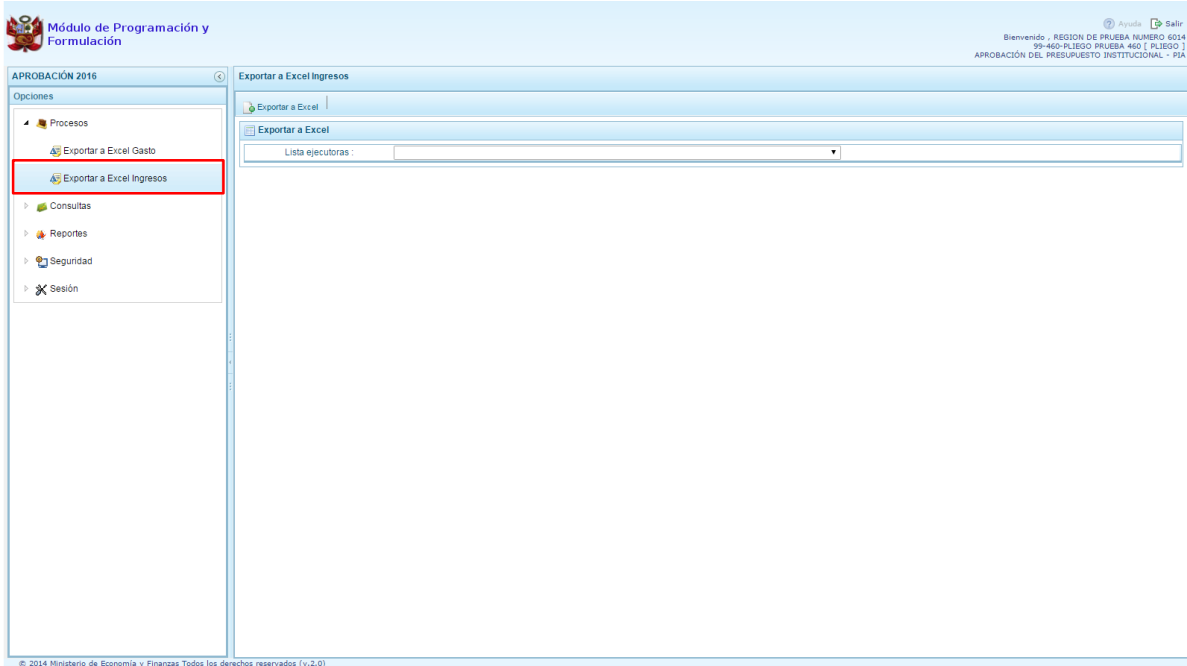 Módulo de Programación y
Formulación
Ayuda Salir
Bienvenido , REGION DE PRUEBA NUMERO 6014
99-460-PLIEGO PRUEBA 460 [ PLIEGO ]
APROBACIÓN DEL PRESUPUESTO INSTITUCIONAL - PIA
APROBACIÓN 2016
Opciones
Procesos
Exportar a Excel Gasto
Exportar a Excel Ingresos
Consultas
Reportes
Seguridad
Sesión
Exportar a Excel Ingresos
Exportar a Excel
Exportar a Excel
Lista ejecutoras :
© 2014 Ministerio de Economía y Finanzas Todos los derechos reservados (v.2.0)